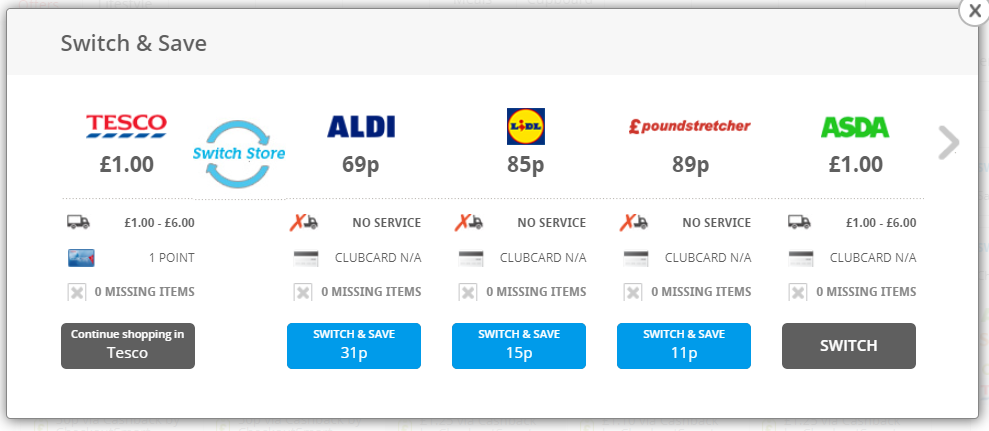 Switch & Save
TESCO
£1.00
Switch Store
ALDI
69p
LIDL
85p
£ poundstretcher
89p
ASDA
£1.00
£1.00 - £6.00
NO SERVICE
NO SERVICE
NO SERVICE
£1.00 - £6.00
1 POINT
CLUBCARD N/A
CLUBCARD N/A
CLUBCARD N/A
CLUBCARD N/A
0 MISSING ITEMS
0 MISSING ITEMS
0 MISSING ITEMS
0 MISSING ITEMS
0 MISSING ITEMS
Continue shopping in
Tesco
SWITCH & SAVE
31p
SWITCH & SAVE
15p
SWITCH & SAVE
11p
SWITCH